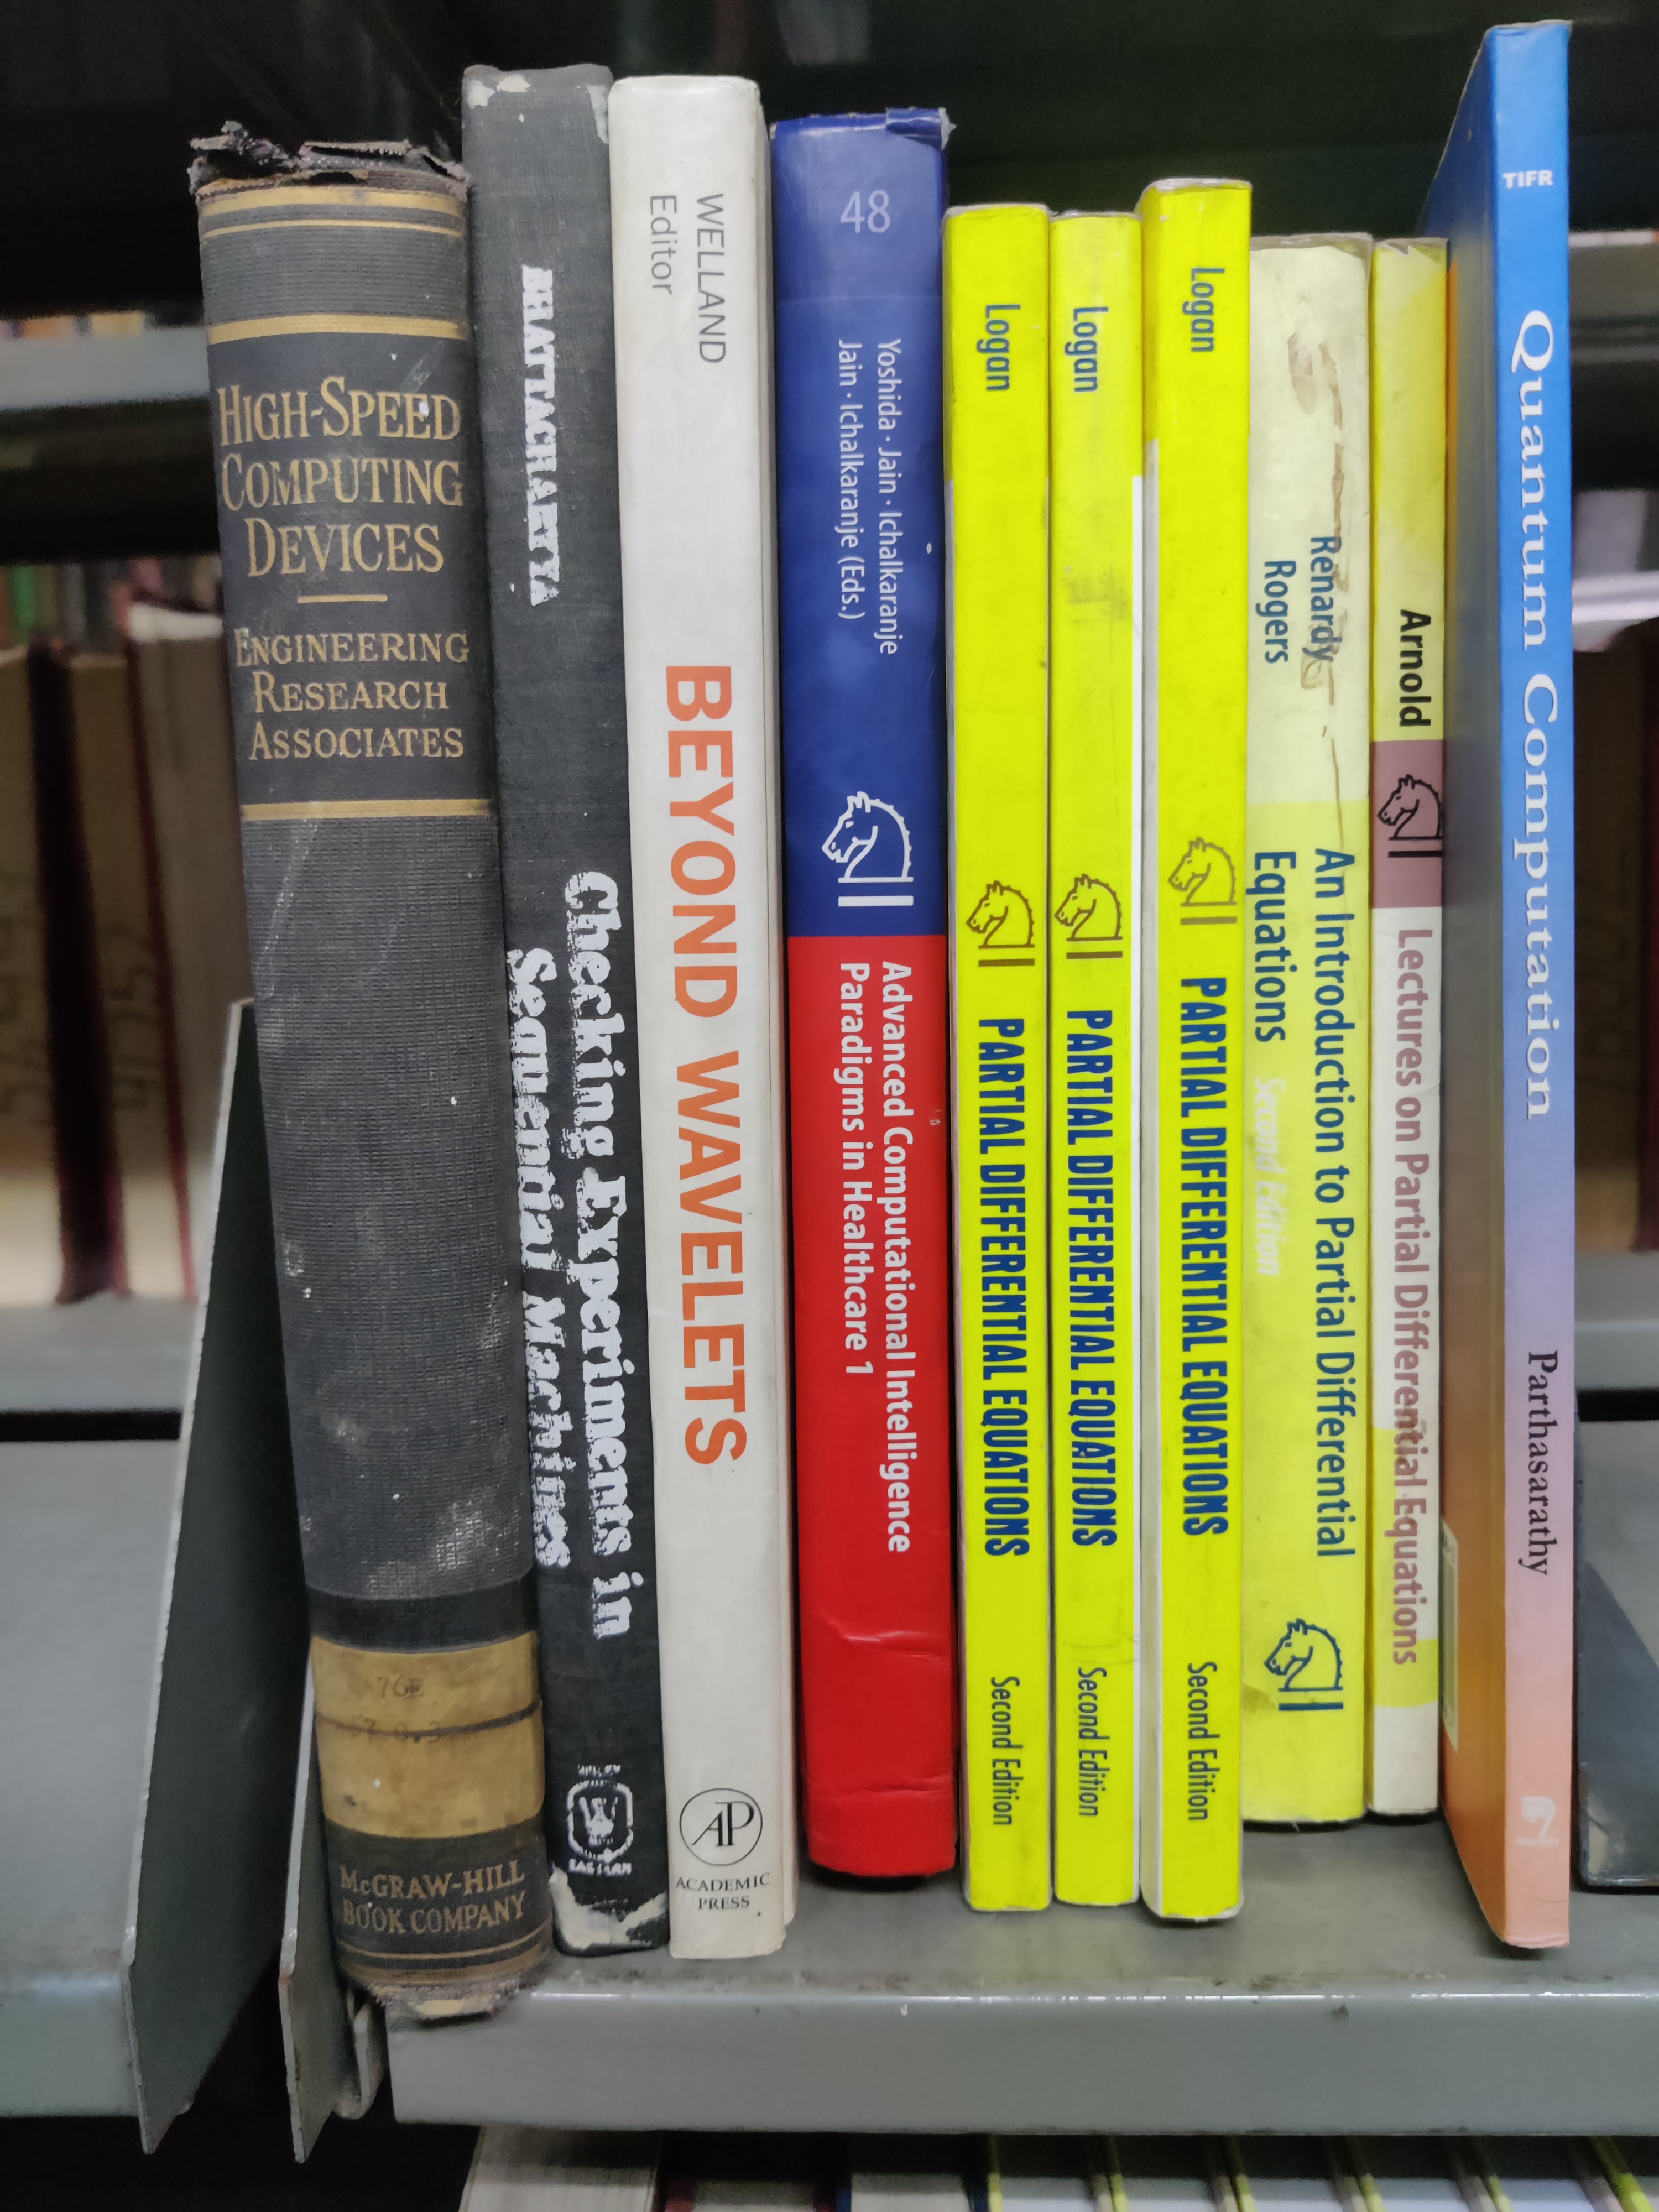 HIGH-SPEED
COMPUTING
DEVICES
ENGINEERING
RESEARCH
ASSOCIATES
76E
McGRAW-HILL
BOOK COMPANY
BHATTACHARYYA
Checking Experiments in
Sequential Machines
WILEY
EASTERN
WELLAND
Editor
BEYOND WAVELETS
AP
ACADEMIC
PRESS
48
Yoshida · Jain · Ichalkaranje
Jain · Ichalkaranje (Eds.)
Advanced Computational Intelligence
Paradigms in Healthcare 1
Logan
PARTIAL DIFFERENTIAL EQUATIONS
Second Edition
Logan
PARTIAL DIFFERENTIAL EQUATIONS
Second Edition
Logan
PARTIAL DIFFERENTIAL EQUATIONS
Second Edition
Renardy
Rogers
An Introduction to Partial Differential
Equations Second Edition
Arnold
Lectures on Partial Differential Equations
TIFR
Quantum Computation
Parthasarathy